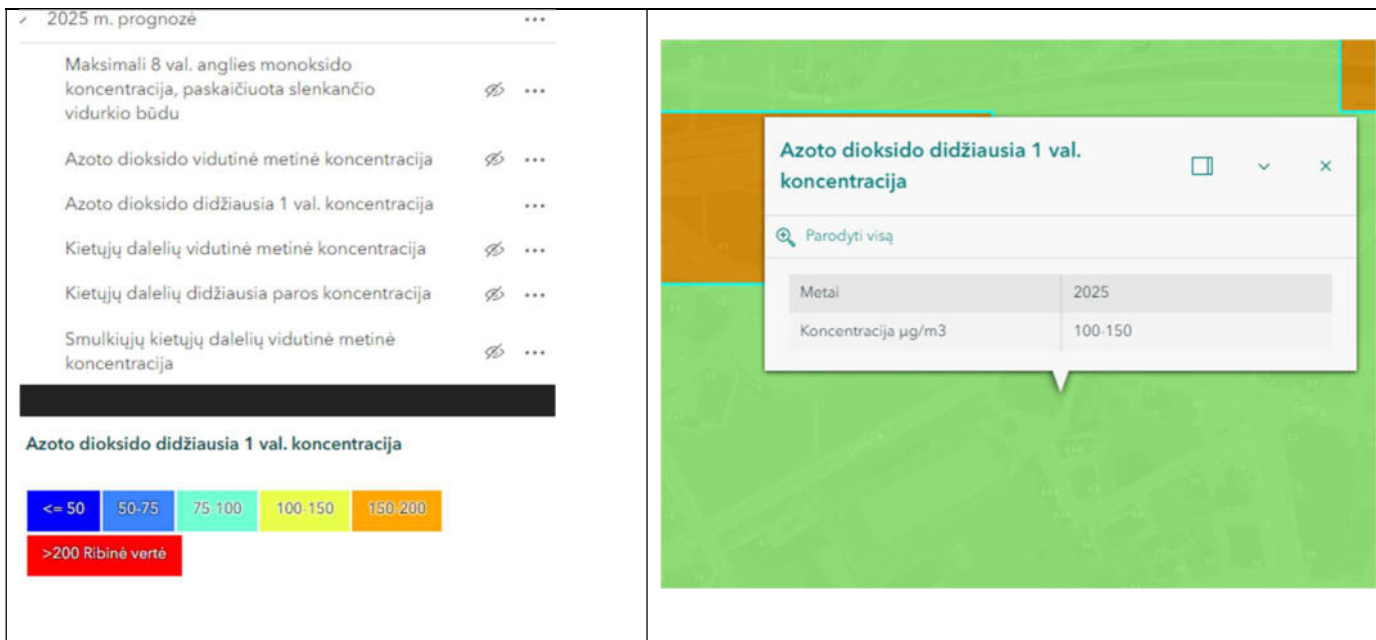 2025 m. prognozė
Maksimali 8 val. anglies monoksido
koncentracija, paskaičiuota slenkančio
vidurkio būdu
Azoto dioksido vidutinė metinė koncentracija
Azoto dioksido didžiausia 1 val. koncentracija
Kietųjų dalelių vidutinė metinė koncentracija
Kietųjų dalelių didžiausia paros koncentracija
Smulkiųjų kietųjų dalelių vidutinė metinė
koncentracija
Azoto dioksido didžiausia 1 val. koncentracija
<= 50 50-75 75-100 100-150 150-200
>200 Ribinė vertė
Azoto dioksido didžiausia 1 val.
koncentracija
Parodyti visą
Metai 2025
Koncentracija µg/m3 100-150